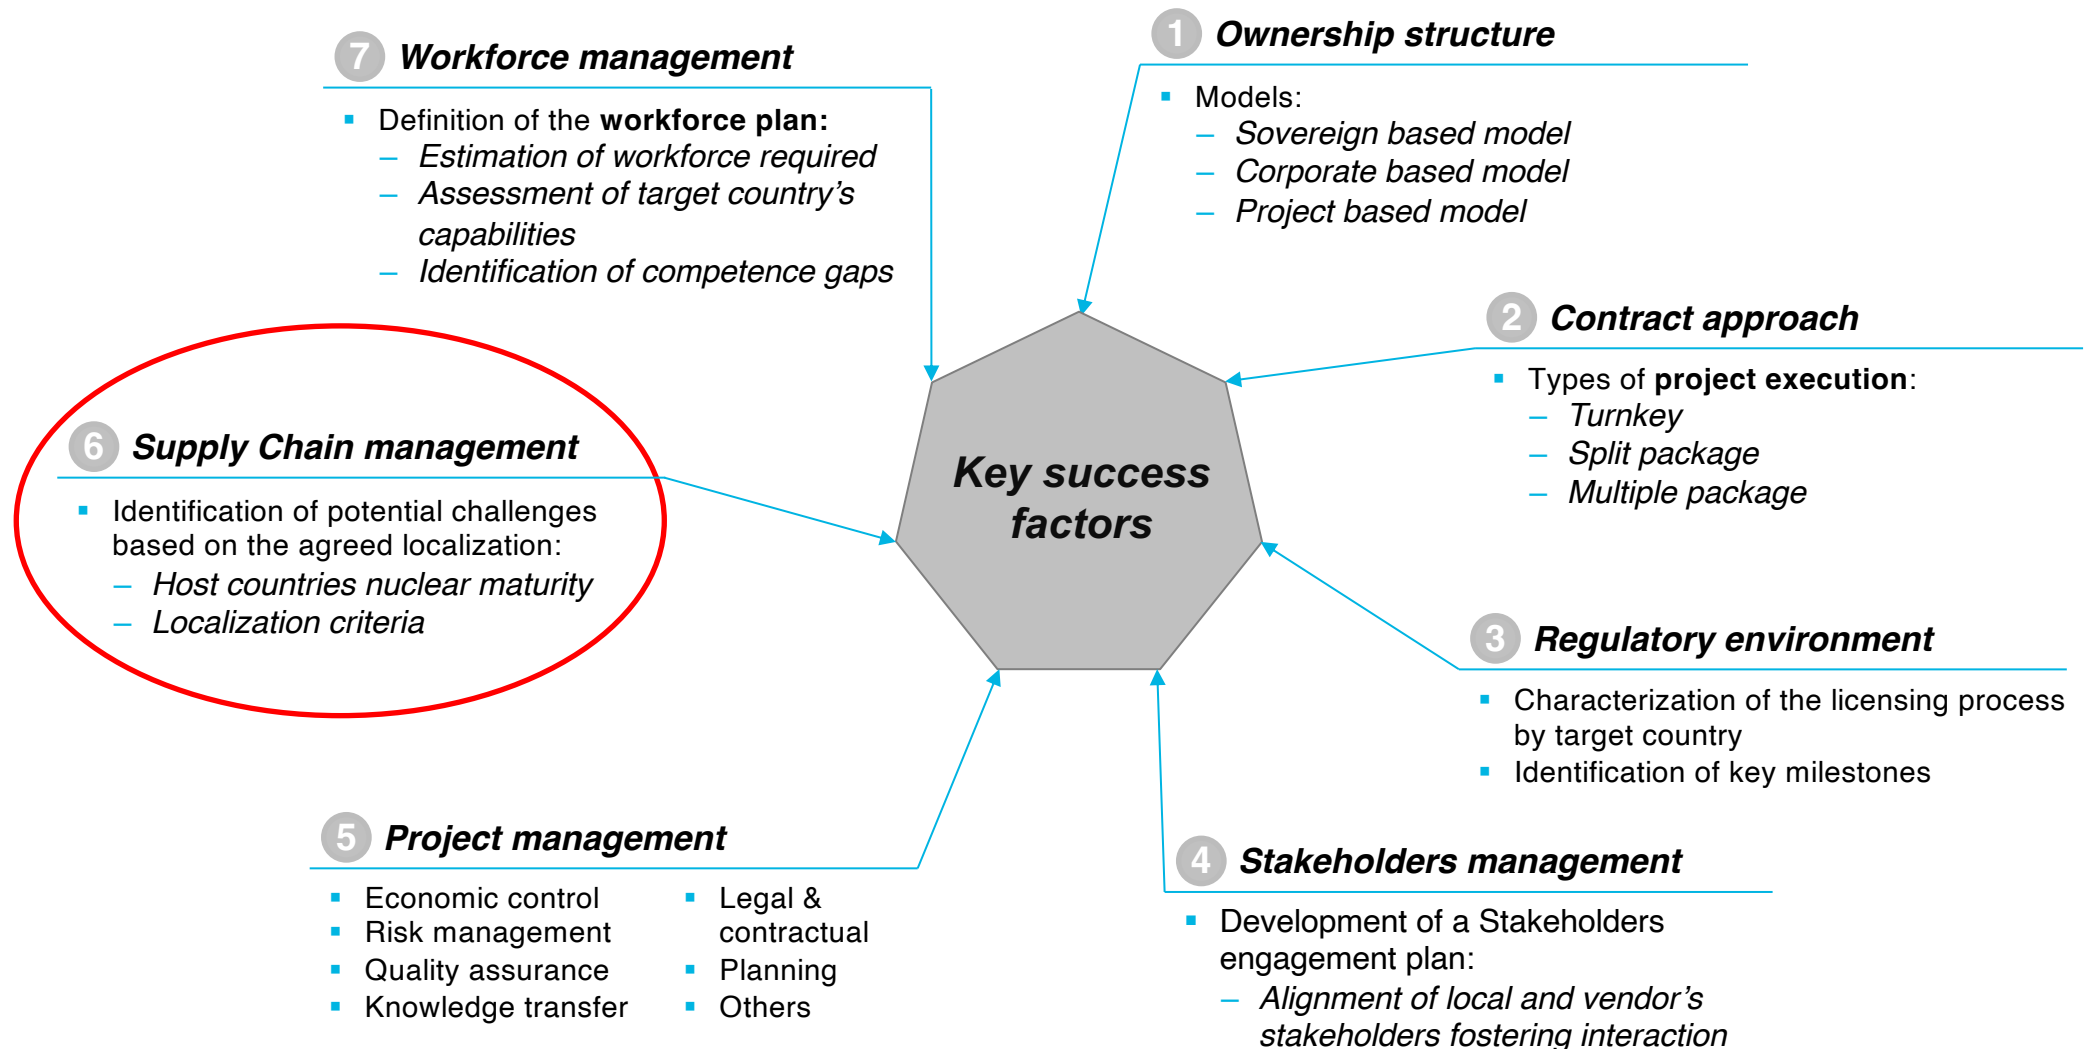 1 Ownership structure
Models:
– Sovereign based model
– Corporate based model
– Project based model
2 Contract approach
Types of project execution:
– Turnkey
– Split package
– Multiple package
3 Regulatory environment
Characterization of the licensing process
by target country
Identification of key milestones
4 Stakeholders management
Development of a Stakeholders
engagement plan:
– Alignment of local and vendor’s
stakeholders fostering interaction
5 Project management
Economic control
Risk management
Quality assurance
Knowledge transfer
Legal &
contractual
Planning
Others
6 Supply Chain management
Identification of potential challenges
based on the agreed localization:
– Host countries nuclear maturity
– Localization criteria
7 Workforce management
Definition of the workforce plan:
– Estimation of workforce required
– Assessment of target country’s
capabilities
– Identification of competence gaps
Key success
factors